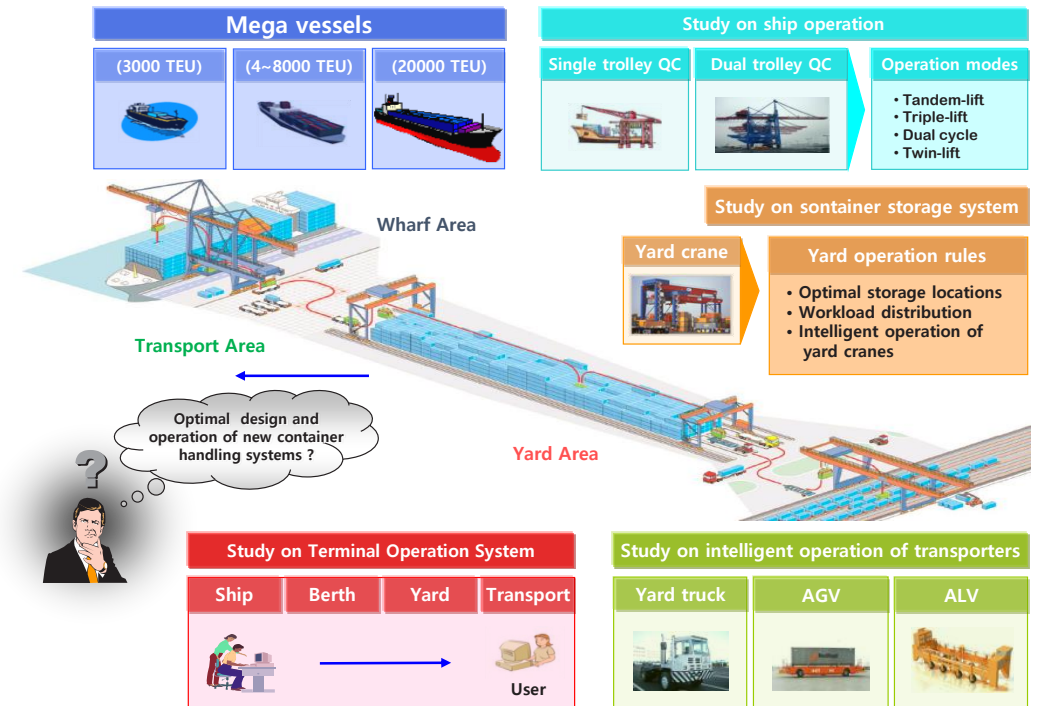 Mega vessels
(3000 TEU)
(4~8000 TEU)
(20000 TEU)
Study on ship operation
Single trolley QC
Dual trolley QC
Operation modes
• Tandem-lift
• Triple-lift
• Dual cycle
• Twin-lift
Wharf Area
Study on sontainer storage system
Yard crane
Yard operation rules
• Optimal storage locations
• Workload distribution
• Intelligent operation of
yard cranes
Transport Area
Optimal design and
operation of new container
handling systems ?
Yard Area
?
Study on Terminal Operation System
Ship
Berth
Yard
Transport
User
Study on intelligent operation of transporters
Yard truck
AGV
ALV